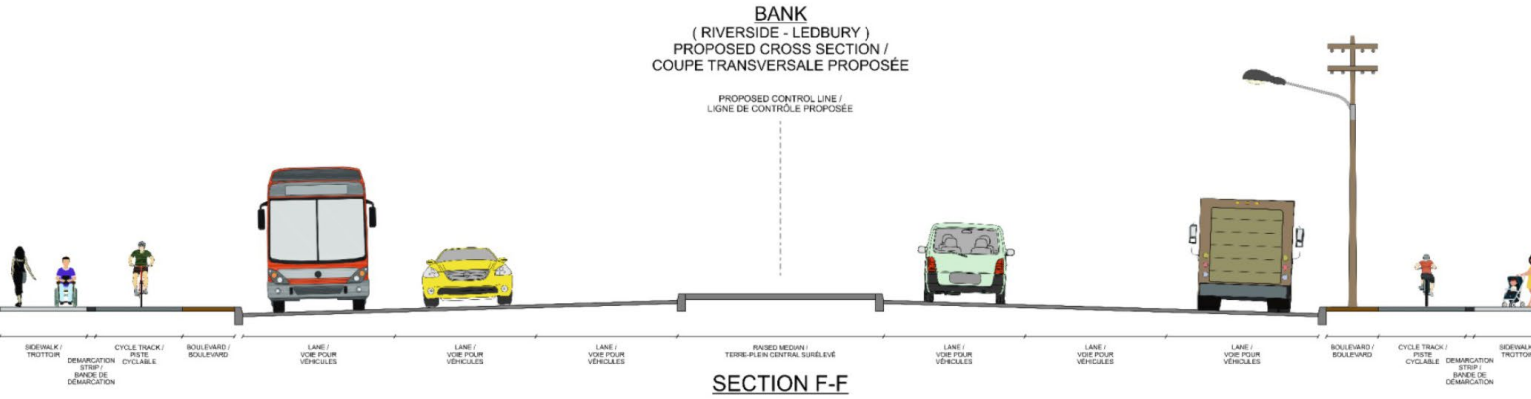 BANK
( RIVERSIDE - LEDBURY )
PROPOSED CROSS SECTION /
COUPE TRANSVERSALE PROPOSÉE
PROPOSED CONTROL LINE /
LIGNE DE CONTRÔLE PROPOSÉE
SIDEWALK /
TROTTOIR
DEMARCATION
STRIP /
BANDE DE
DÉMARCATION
CYCLE TRACK /
PISTE
CYCLABLE
BOULEVARD /
BOULEVARD
LANE /
VOIE POUR
VÉHICULES
LANE /
VOIE POUR
VÉHICULES
LANE /
VOIE POUR
VÉHICULES
RAISED MEDIAN /
TERRE-PLEIN CENTRAL SURÉLEVÉ
LANE /
VOIE POUR
VÉHICULES
LANE /
VOIE POUR
VÉHICULES
LANE /
VOIE POUR
VÉHICULES
BOULEVARD /
BOULEVARD
CYCLE TRACK /
PISTE
CYCLABLE
DEMARCATION
STRIP /
BANDE DE
DÉMARCATION
SIDEWALK
TROTTOIR
SECTION F-F